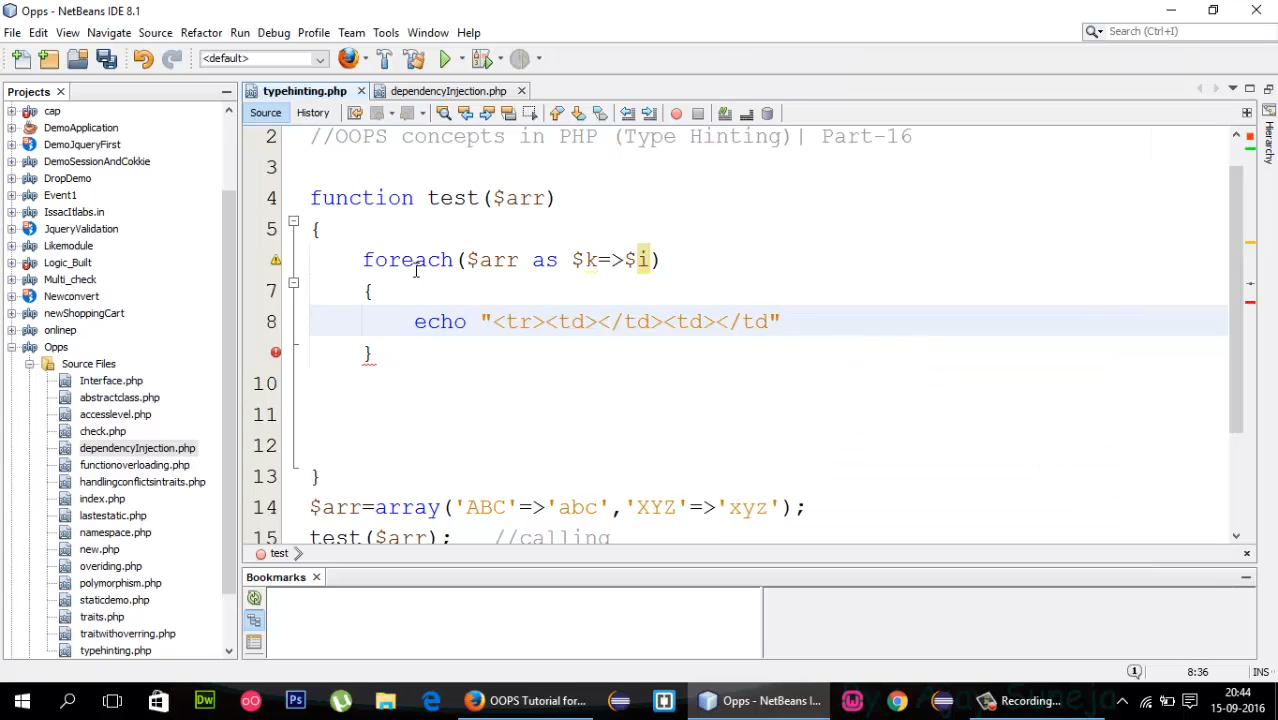 Opps - NetBeans IDE 8.1
File Edit View Navigate Source Refactor Run Debug Profile Team Tools Window Help
Search (Ctrl+I)
<default>
Projects
typehinting.php
dependencyInjection.php
Source
History
cap
DemoApplication
DemoJqueryFirst
DemoSessionAndCokkie
DropDemo
Event1
IssacItlabs.in
JqueryValidation
Likemodule
Logic_Built
Multi_check
Newconvert
newShoppingCart
onlinep
Opps
Source Files
Interface.php
abstractclass.php
accesslevel.php
check.php
dependencyInjection.php
functionoverloading.php
handlingconflictsintraits.php
index.php
lastestatic.php
namespace.php
new.php
overiding.php
polymorphism.php
staticdemo.php
traits.php
traitwithoverring.php
typehinting.php
2 //OOPS concepts in PHP (Type Hinting)| Part-16
3
4 function test($arr)
5 {
foreach($arr as $k=>$i)
7 {
8 echo "<tr><td></td><td></td"
}
10
11
12
13 }
14 $arr=array('ABC'=>'abc','XYZ'=>'xyz');
15 test($arr); //calling
Hierarchy
test
Bookmarks
8:36
INS
OOPS Tutorial for...
Opps - NetBeans I...
Recording...
20:44
15-09-2016